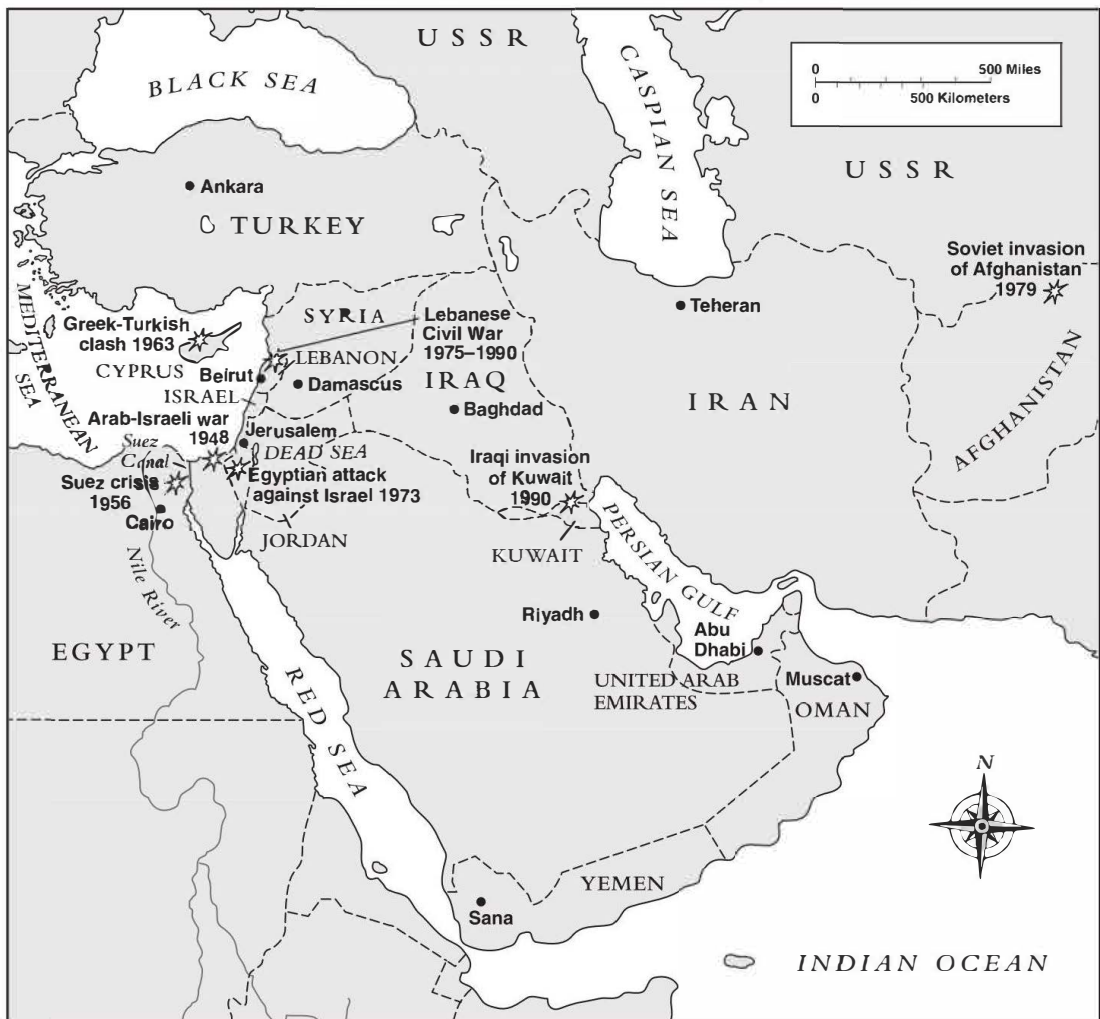 USSR
BLACK SEA
CASPIAN SEA
0 500 Miles
0 500 Kilometers
USSR
Ankara
TURKEY
Soviet invasion
of Afghanistan
1979
MEDITERRANEAN
SEA
Greek-Turkish
clash 1963
CYPRUS
SYRIA
Lebanese
Civil War
1975–1990
Teheran
LEBANON
Beirut
Damascus
IRAQ
ISRAEL
Baghdad
IRAN
AFGHANISTAN
Arab-Israeli war
1948
Jerusalem
DEAD SEA
Suez
Canal
Suez crisis
1956
Egyptian attack
against Israel 1973
Iraqi invasion
of Kuwait
1990
Cairo
JORDAN
KUWAIT
PERSIAN GULF
Nile River
Riyadh
Abu
Dhabi
EGYPT
SAUDI
ARABIA
UNITED ARAB
EMIRATES
Muscat
OMAN
RED SEA
N
YEMEN
Sana
INDIAN OCEAN